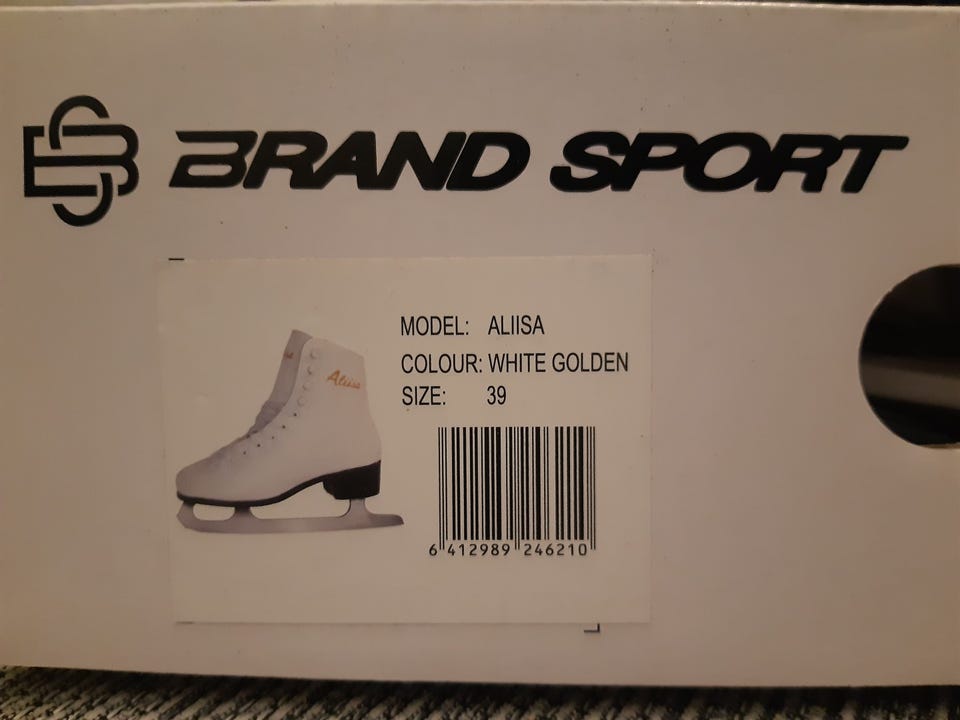 BRAND SPORT
MODEL: ALIISA
COLOUR: WHITE GOLDEN
SIZE: 39
Aliisa
6 412989 246210